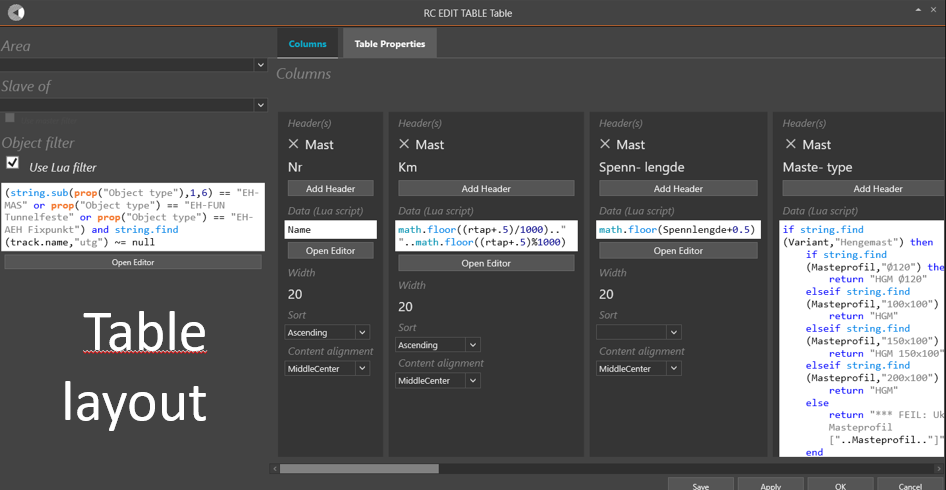 RC EDIT TABLE Table
Area
Slave of
Object filter
Use Lua filter
(string.sub(prop("Object type"),1,6) == "EH-
MAS" or prop("Object type") == "EH-FUN
Tunnelfeste" or prop("Object type") == "EH-
AEH Fixpunkt") and string.find
(track.name,"utg") ~= null
Open Editor
Table
layout
Columns
Table Properties
Columns
Header(s)
Mast
Nr
Add Header
Data (Lua script)
Name
Open Editor
Width
20
Sort
Ascending
Content alignment
MiddleCenter
Header(s)
Mast
Km
Add Header
Data (Lua script)
math.floor((rtap+.5)/1000).."
"..math.floor((rtap+.5)%1000)
Open Editor
Width
20
Sort
Ascending
Content alignment
MiddleCenter
Header(s)
Mast
Spenn- lengde
Add Header
Data (Lua script)
math.floor(Spennlengde+0.5)
Open Editor
Width
20
Sort
Content alignment
MiddleCenter
Header(s)
Mast
Maste- type
Add Header
Data (Lua script)
if string.find
(Variant,"Hengemast") then
if string.find
(Masteprofil,"Ø120") the
return "HGM Ø120"
elseif string.find
(Masteprofil,"100x100")
return "HGM"
elseif string.find
(Masteprofil,"150x100")
return "HGM 150x100"
elseif string.find
(Masteprofil,"200x100")
return "HGM"
else
return "*** FEIL: Uk
Masteprofil
["..Masteprofil.."]"
end
Save
Apply
OK
Cancel